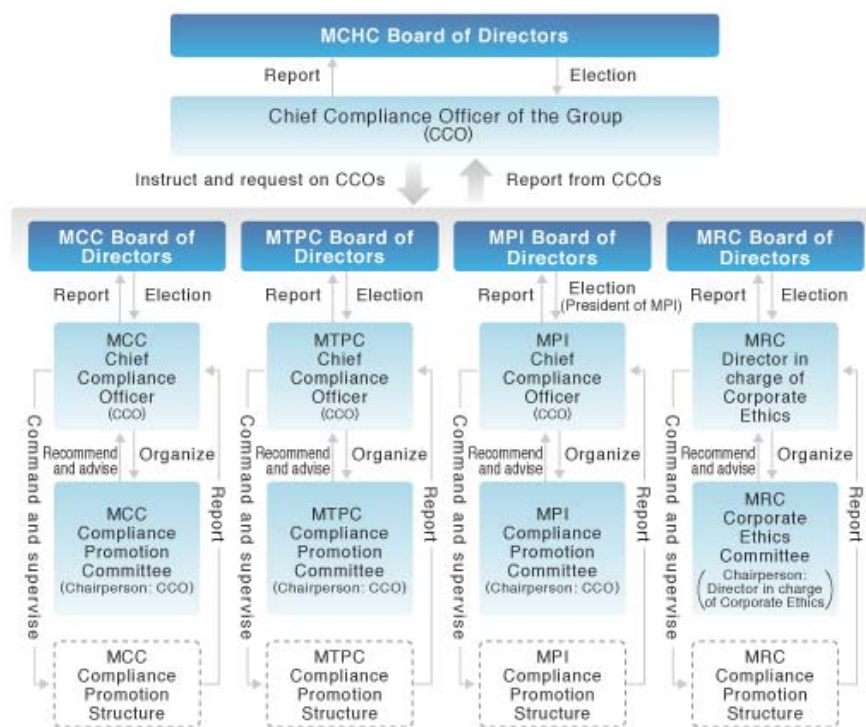 MCHC Board of Directors
Report
Election
Chief Compliance Officer of the Group
(CCO)
Instruct and request on CCOs
Report from CCOs
MCC Board of
Directors
MTPC Board of
Directors
MPI Board of
Directors
MRC Board of
Directors
Report
Election
Report
Election
Report
Election
(President of MPI)
Report
Election
MCC
Chief
Compliance
Officer
(CCO)
MTPC
Chief
Compliance
Officer
(CCO)
MPI
Chief
Compliance
Officer
(CCO)
MRC
Director in
charge of
Corporate
Ethics
Recommend
and advise
Organize
Recommend
and advise
Organize
Recommend
and advise
Organize
Recommend
and advise
Organize
Command and supervise
Report
Command and supervise
Report
Command and supervise
Report
Command and supervise
Report
MCC
Compliance
Promotion
Committee
(Chairperson: CCO)
MTPC
Compliance
Promotion
Committee
(Chairperson: CCO)
MPI
Compliance
Promotion
Committee
(Chairperson: CCO)
MRC
Corporate
Ethics
Committee
(Chairperson:
Director in charge
of Corporate Ethics)
MCC
Compliance
Promotion
Structure
MTPC
Compliance
Promotion
Structure
MPI
Compliance
Promotion
Structure
MRC
Compliance
Promotion
Structure